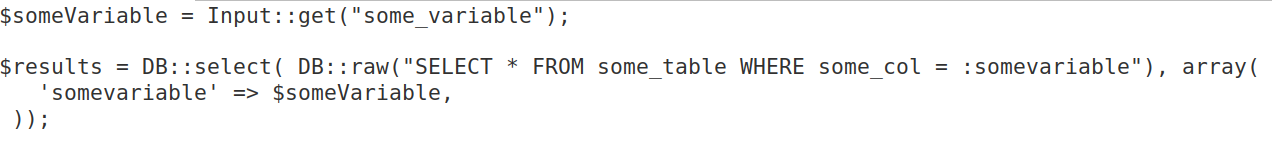 $someVariable = Input::get("some_variable");
$results = DB::select( DB::raw("SELECT * FROM some_table WHERE some_col = :somevariable"), array(
'somevariable' => $someVariable,
));